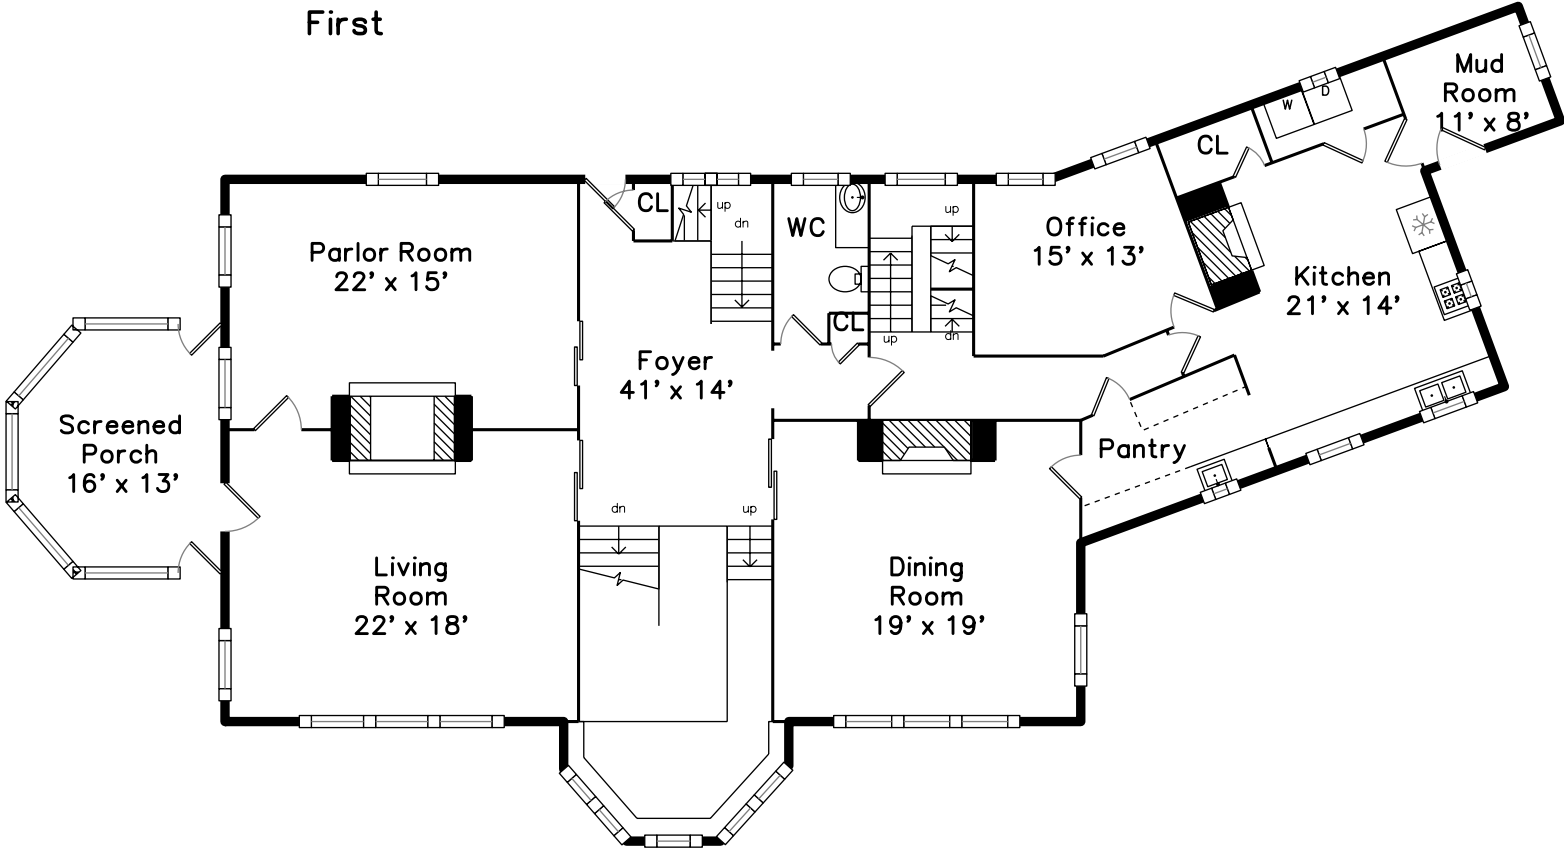 First
Mud
Room
11' x 8'
W
D
CL
CL
up
dn
WC
up
Office
15' x 13'
Parlor Room
22' x 15'
Kitchen
21' x 14'
CL
up
dn
Foyer
41' x 14'
Screened
Porch
16' x 13'
Pantry
dn
up
Living
Room
22' x 18'
Dining
Room
19' x 19'